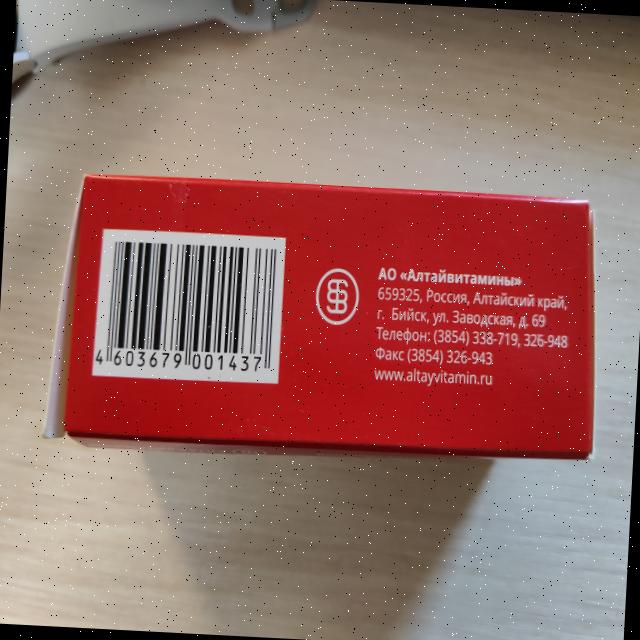 4 603679 001437
АО «Алтайвитамины»
659325, Россия, Алтайский край,
г. Бийск, ул. Заводская, д. 69
Телефон: (3854) 338-719, 326-948
Факс (3854) 326-943
www.altayvitamin.ru